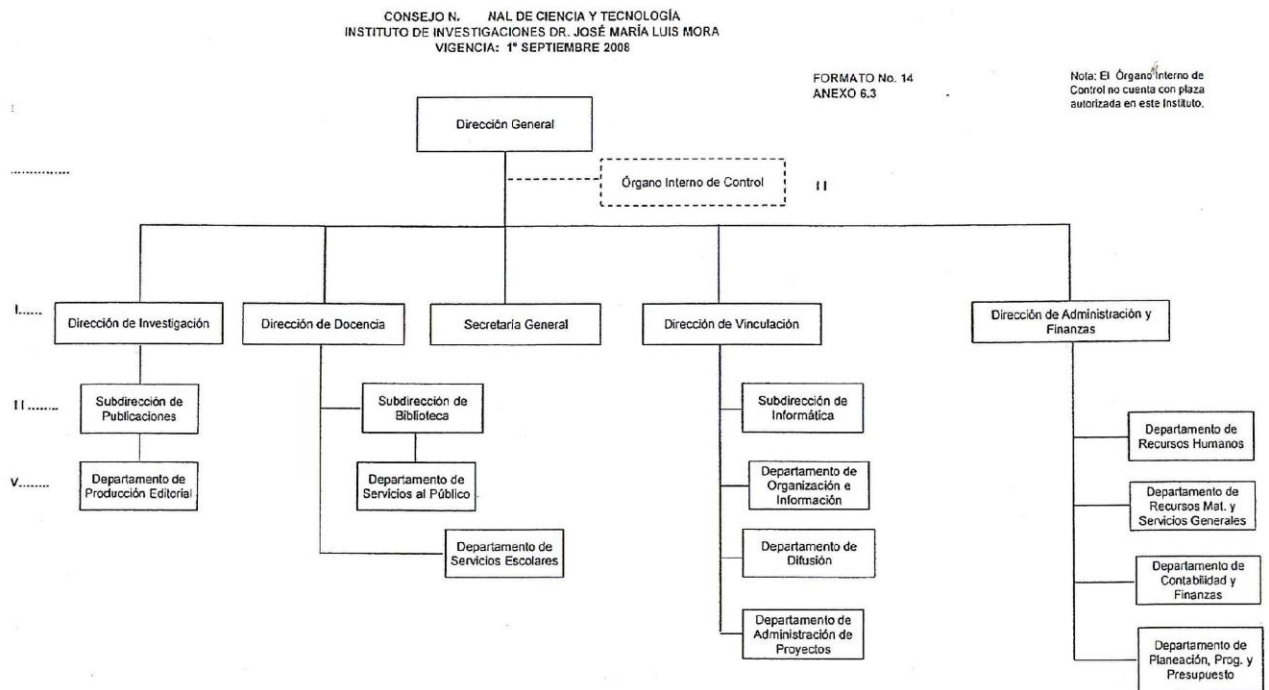 CONSEJO N. NAL DE CIENCIA Y TECNOLOGÍA
INSTITUTO DE INVESTIGACIONES DR. JOSÉ MARÍA LUIS MORA
VIGENCIA: 1° SEPTIEMBRE 2008
FORMATO No. 14
ANEXO 6.3
Nota: El Órgano Interno de
Control no cuenta con plaza
autorizada en este Instituto.
Dirección General
..............
Órgano Interno de Control
I I
I......
Dirección de Investigación
Dirección de Docencia
Secretaria General
Dirección de Vinculación
Dirección de Administración y
Finanzas
I I ........
Subdirección de
Publicaciones
Subdirección de
Biblioteca
Subdirección de
Informática
Departamento de
Recursos Humanos
V........
Departamento de
Producción Editorial
Departamento de
Servicios al Público
Departamento de
Organización e
Información
Departamento de
Recursos Mat. y
Servicios Generales
Departamento de
Servicios Escolares
Departamento de
Difusión
Departamento de
Contabilidad y
Finanzas
Departamento de
Administración de
Proyectos
Departamento de
Planeación, Prog. y
Presupuesto